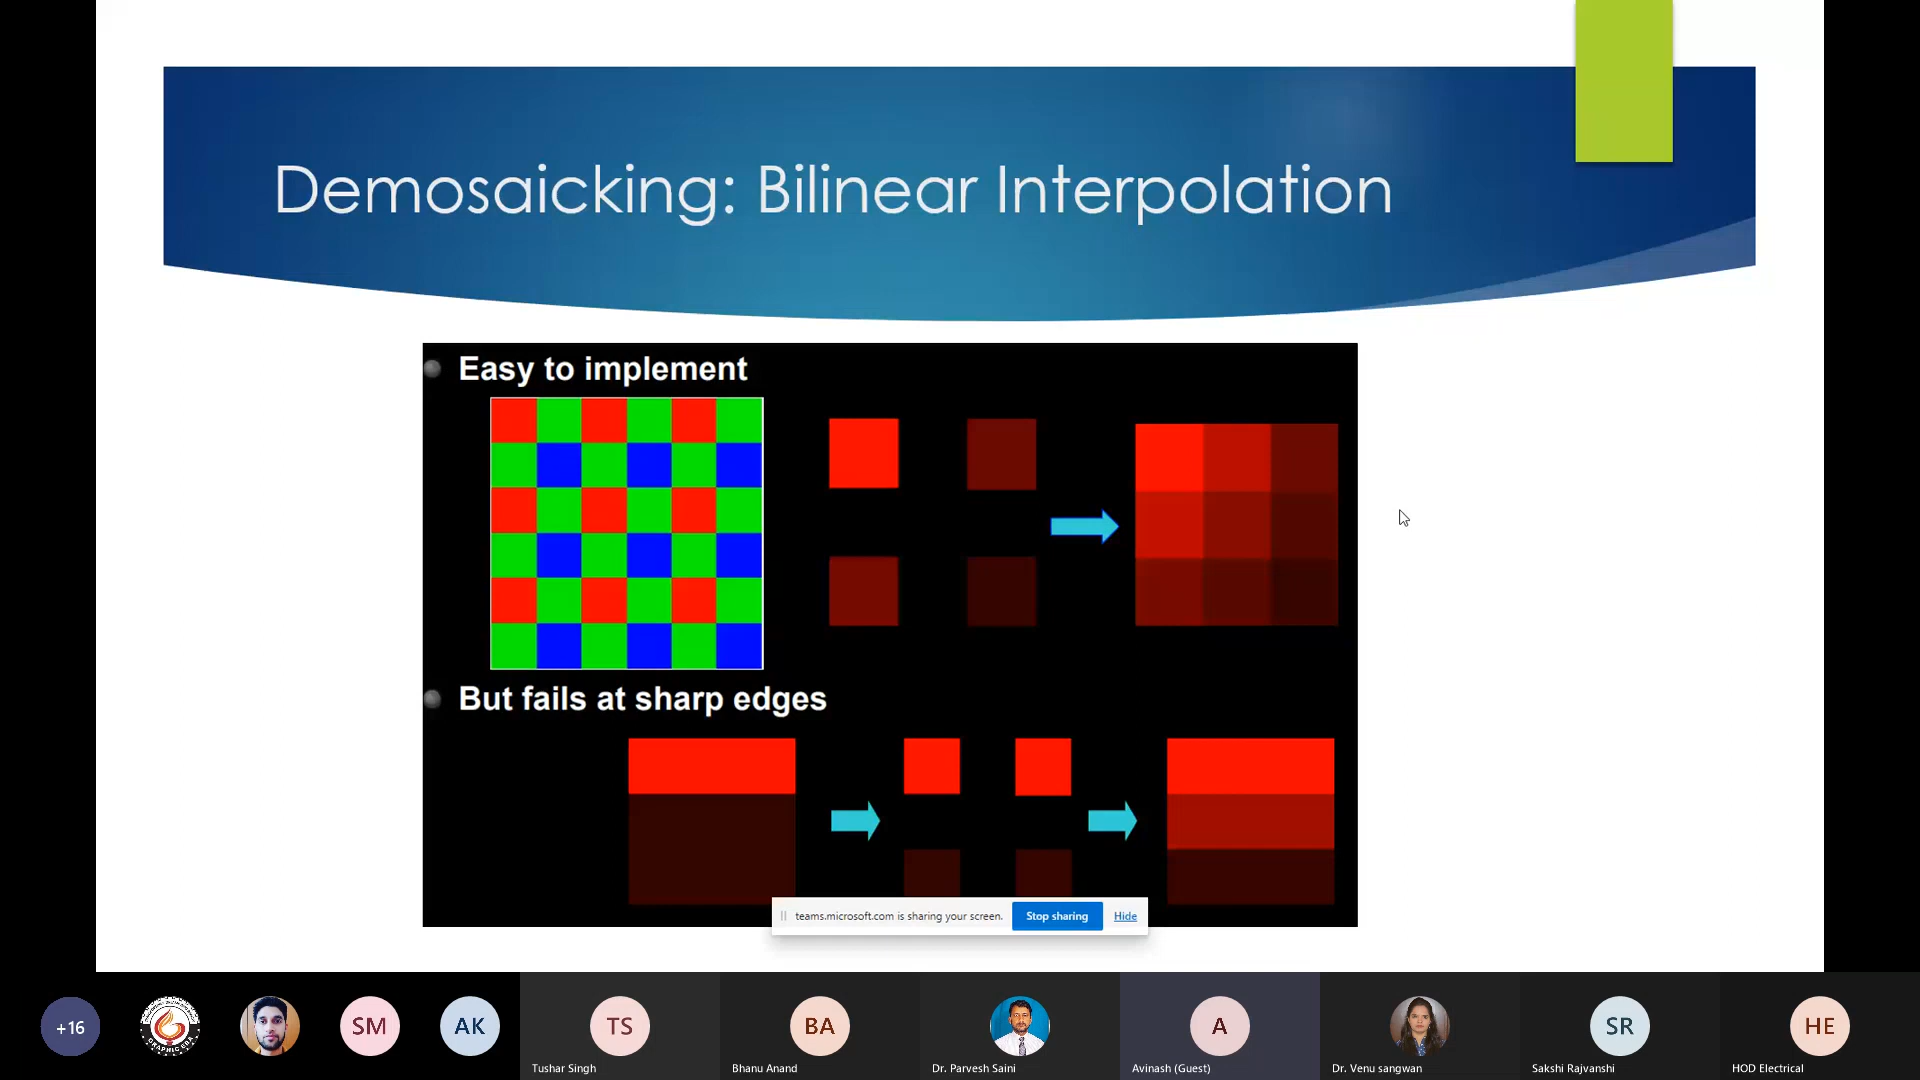 Demosaicking: Bilinear Interpolation
Easy to implement
But fails at sharp edges
teams.microsoft.com is sharing your screen. Stop sharing Hide
+16 SM AK TS BA A SR HE
Tushar Singh Bhanu Anand Dr. Parvesh Saini Avinash (Guest) Dr. Venu sangwan Sakshi Rajvanshi HOD Electrical